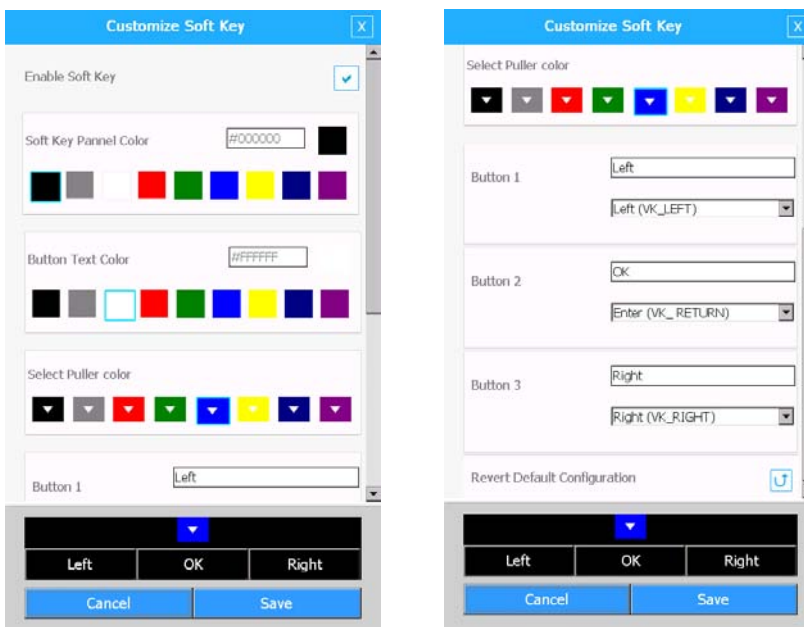 Customize Soft Key X
Enable Soft Key
Soft Key Pannel Color #000000
Button Text Color #FFFFFF
Select Puller color
Button 1 Left
Left OK Right
Cancel Save
Customize Soft Key X
Select Puller color
Button 1 Left
Left (VK_LEFT)
Button 2 OK
Enter (VK_ RETURN)
Button 3 Right
Right (VK_RIGHT)
Revert Default Configuration
Left OK Right
Cancel Save